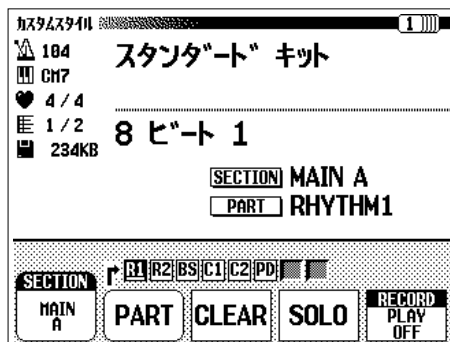 カスタムスタイル 1
104
スタンダード キット
CM7
4/4
1/2
8 ビート 1
234KB
SECTION MAIN A
PART RHYTHM1
R1 R2 BS C1 C2 PD
SECTION
MAIN
A
PART
CLEAR
SOLO
RECORD
PLAY
OFF